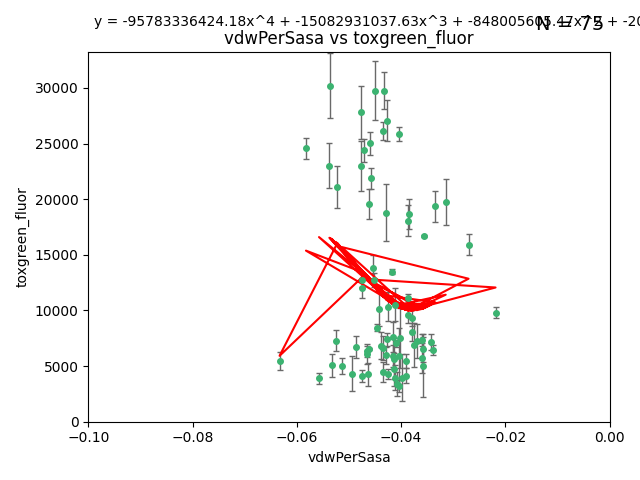 y = -95783336424.18x^4 + -15082931037.63x^3 + -848005605.47x^2 + -20
N = 75
vdwPerSasa vs toxgreen_fluor
30000
25000
20000
15000
10000
5000
0
toxgreen_fluor
−0.10 −0.08 −0.06 −0.04 −0.02 0.00
vdwPerSasa